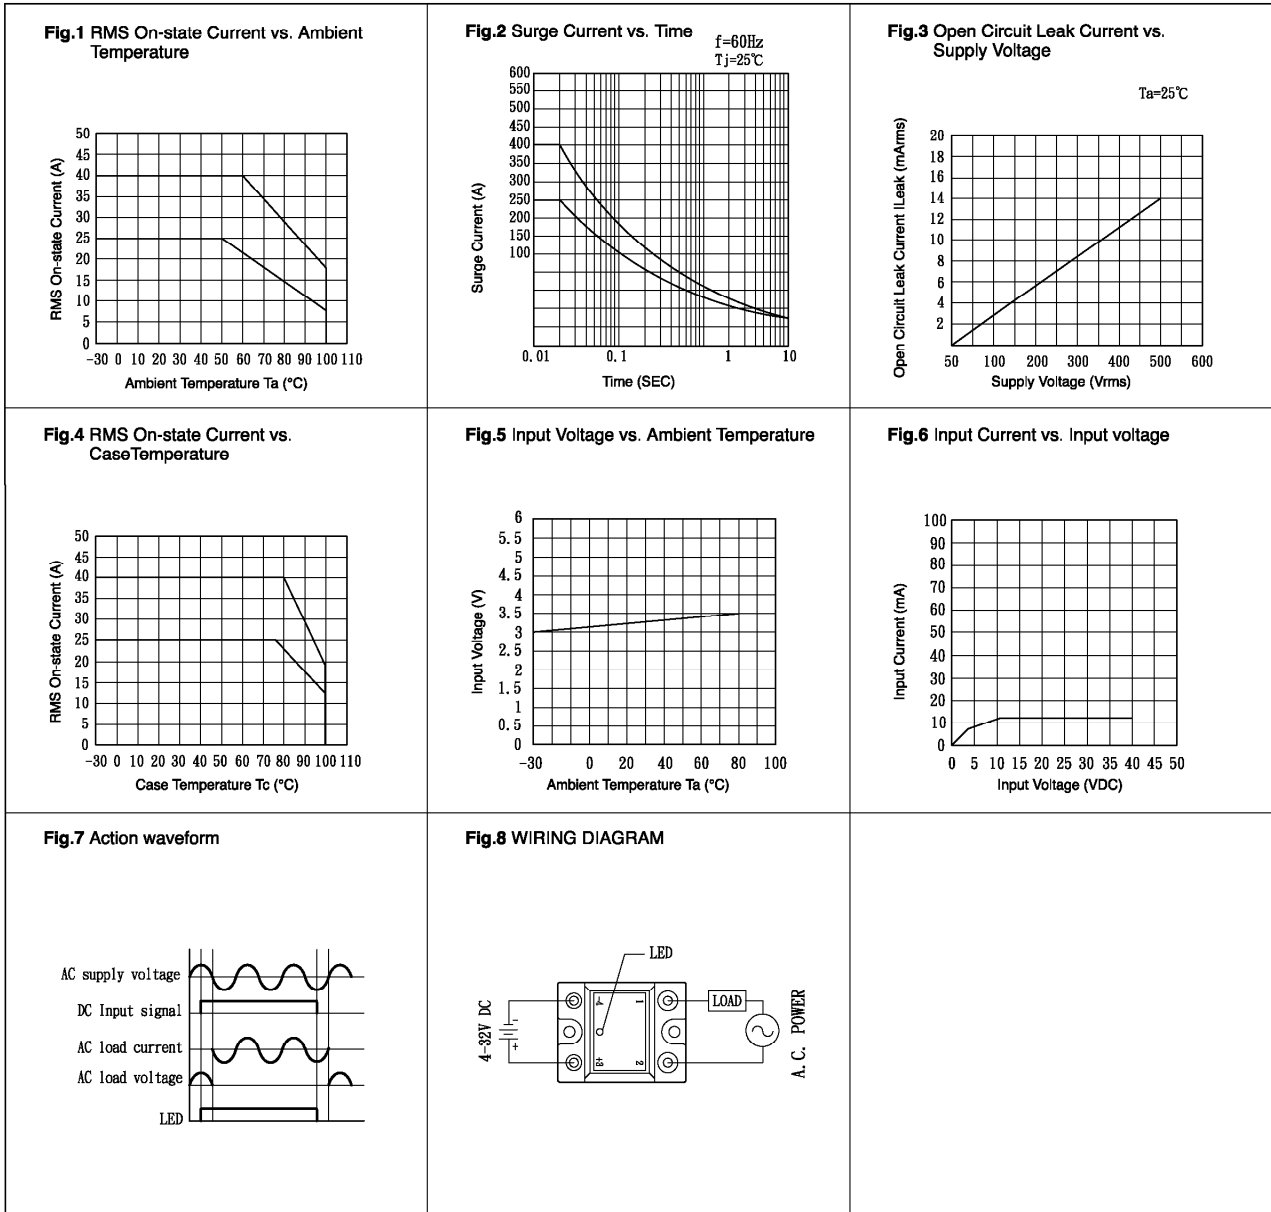 Fig.1 RMS On-state Current vs. Ambient
Temperature
50
45
40
35
30
25
20
15
10
5
0
RMS On-state Current (A)
-30 0 10 20 30 40 50 60 70 80 90 100 110
Ambient Temperature Ta (°C)
Fig.2 Surge Current vs. Time
f=60Hz
Tj=25℃
600
550
500
450
400
350
300
250
200
150
100
Surge Current (A)
0.01 0.1 1 10
Time (SEC)
Fig.3 Open Circuit Leak Current vs.
Supply Voltage
Ta=25℃
20
18
16
14
12
10
8
6
4
2
Open Circuit Leak Current ILeak (mArms)
50 100 200 300 400 500 600
Supply Voltage (Vrms)
Fig.4 RMS On-state Current vs.
CaseTemperature
50
45
40
35
30
25
20
15
10
5
0
RMS On-state Current (A)
-30 0 10 20 30 40 50 60 70 80 90 100 110
Case Temperature Tc (°C)
Fig.5 Input Voltage vs. Ambient Temperature
6
5.5
5
4.5
4
3.5
3
2.5
2
1.5
1
0.5
0
Input Voltage (V)
-30 0 20 40 60 80 100
Ambient Temperature Ta (°C)
Fig.6 Input Current vs. Input voltage
100
90
80
70
60
50
40
30
20
10
0
Input Current (mA)
0 5 10 15 20 25 30 35 40 45 50
Input Voltage (VDC)
Fig.7 Action waveform
AC supply voltage
DC Input signal
AC load current
AC load voltage
LED
Fig.8 WIRING DIAGRAM
LED
4-32V DC
-
+
-4
+3
1
2
LOAD
A.C. POWER